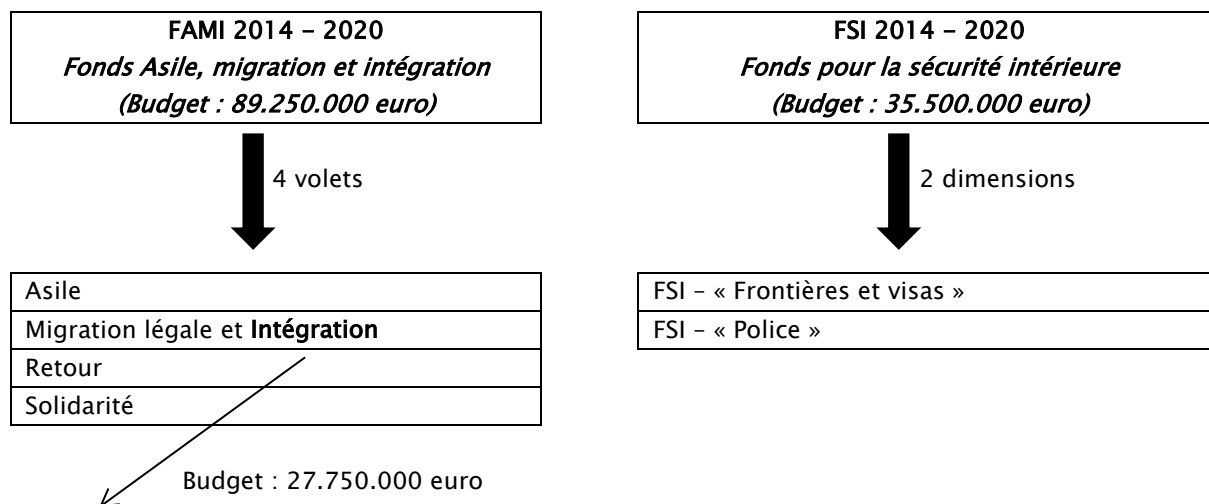 FAMI 2014 – 2020
Fonds Asile, migration et intégration
(Budget : 89.250.000 euro)
4 volets
Asile
Migration légale et Intégration
Retour
Solidarité
Budget : 27.750.000 euro
FSI 2014 – 2020
Fonds pour la sécurité intérieure
(Budget : 35.500.000 euro)
2 dimensions
FSI – « Frontières et visas »
FSI – « Police »